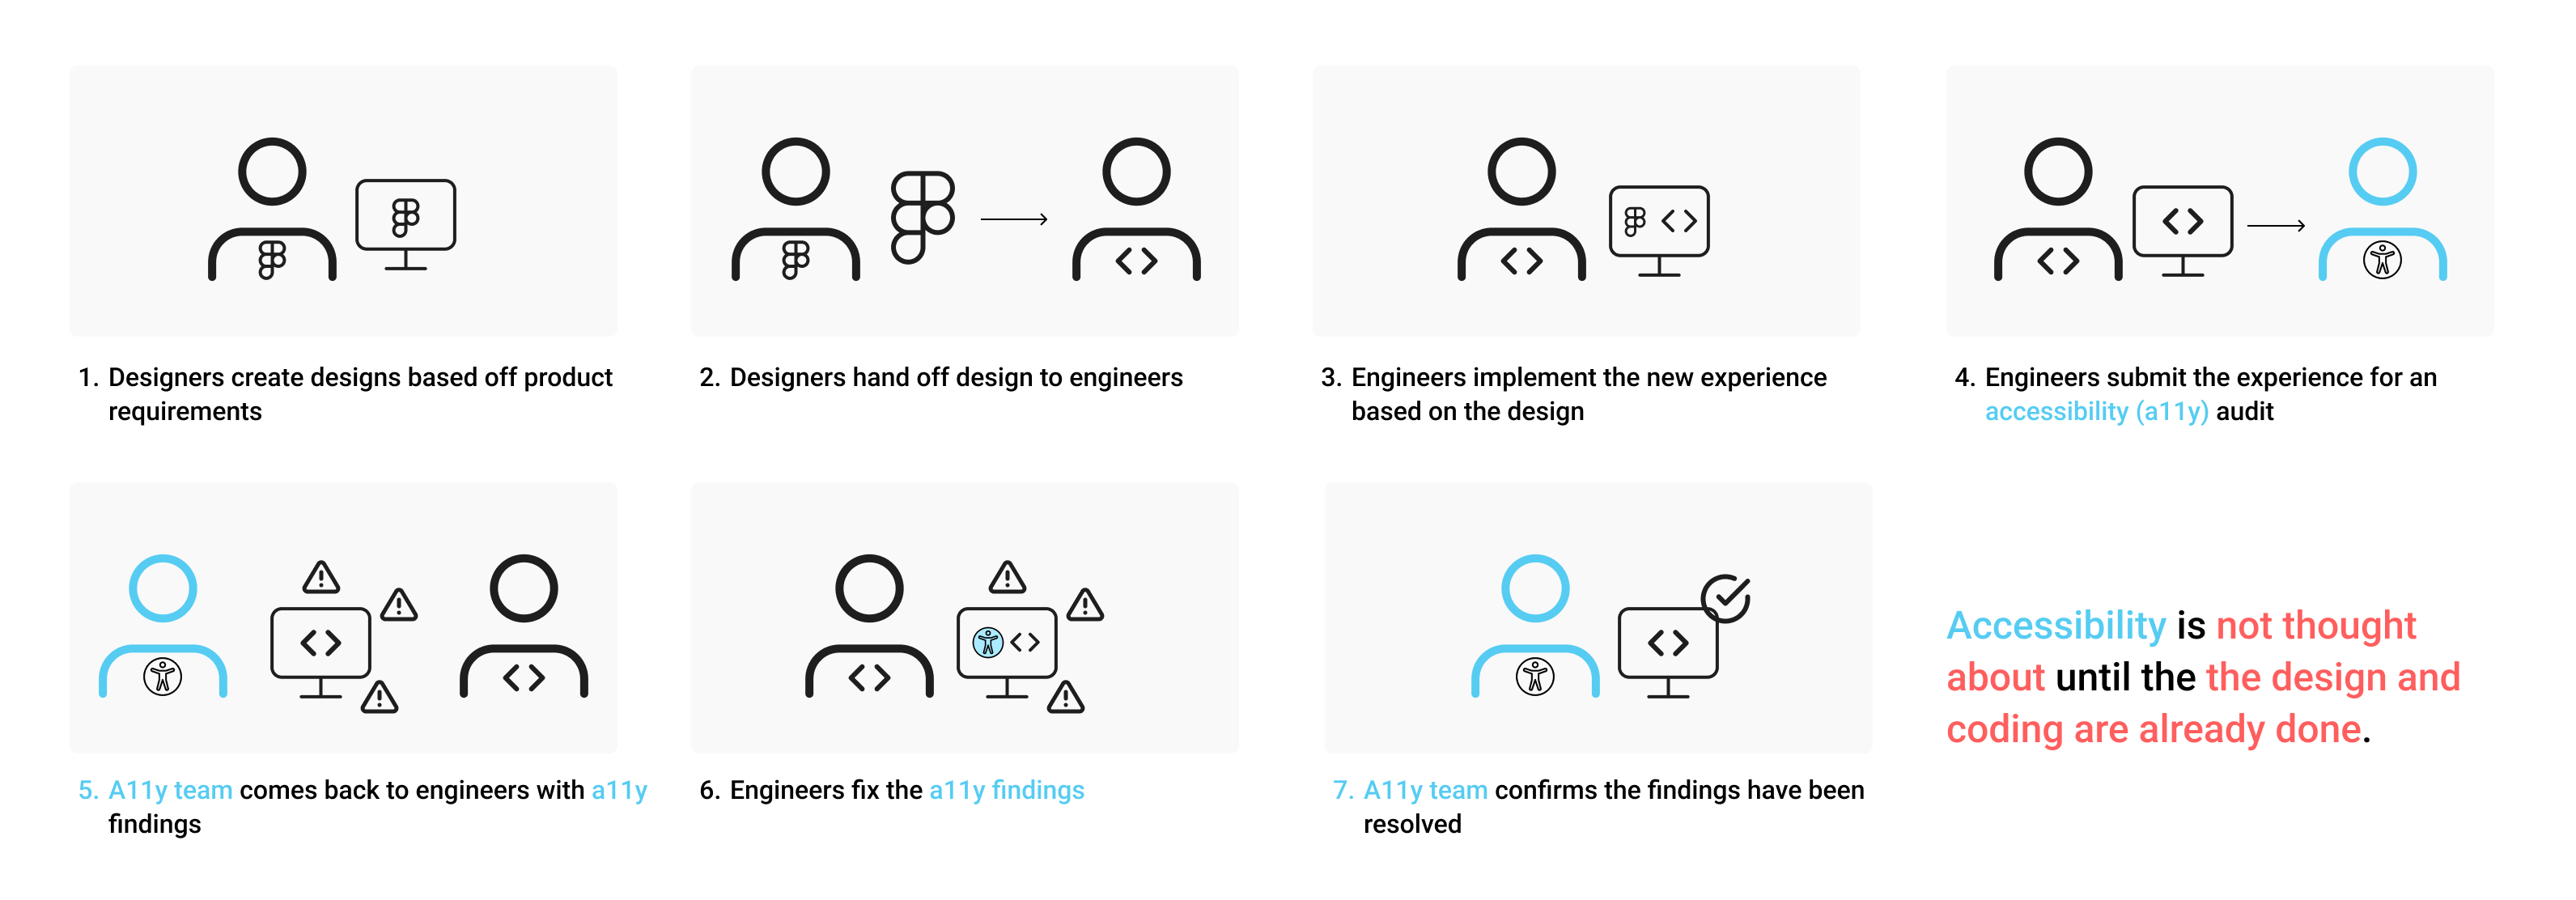 1. Designers create designs based off product
requirements
2. Designers hand off design to engineers
3. Engineers implement the new experience
based on the design
4. Engineers submit the experience for an
accessibility (a11y) audit
5. A11y team comes back to engineers with a11y
findings
6. Engineers fix the a11y findings
7. A11y team confirms the findings have been
resolved
Accessibility is not thought
about until the the design and
coding are already done.